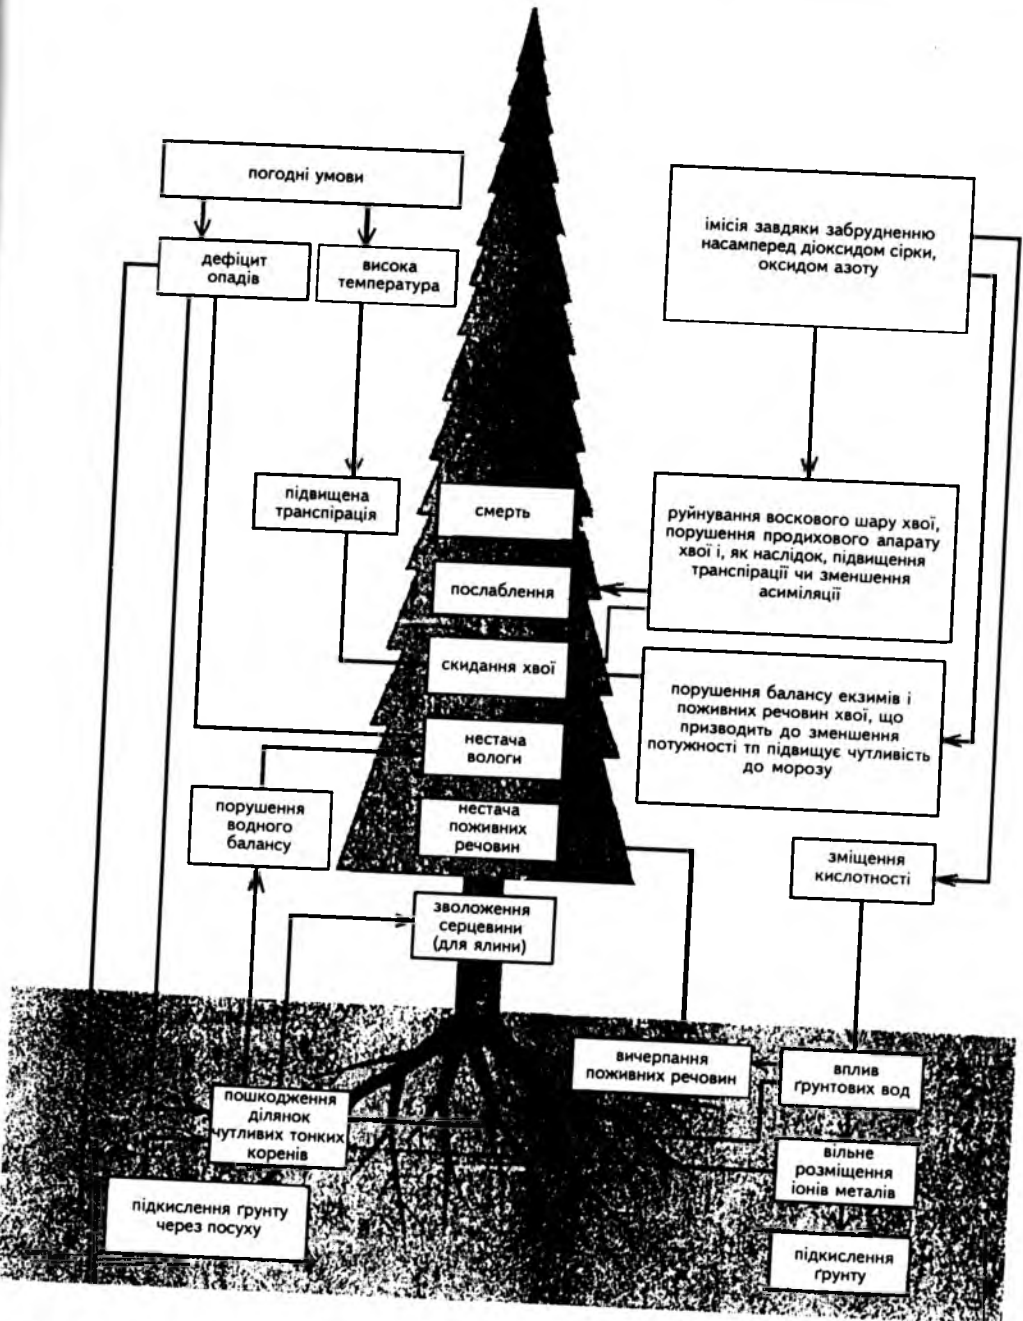 погодні умови
дефіцит
опадів
висока
температура
імісія завдяки забрудненню
насамперед діоксидом сірки,
оксидом азоту
підвищена
транспірація
смерть
руйнування воскового шару хвої,
порушення продихового апарату
хвої і, як наслідок, підвищення
транспірації чи зменшення
асиміляції
послаблення
скидання хвої
порушення балансу екзимів і
поживних речовин хвої, що
призводить до зменшення
потужності тп підвищує чутливість
до морозу
нестача
вологи
порушення
водного
балансу
нестача
поживних
речовин
зміщення
кислотності
зволоження
серцевини
(для ялини)
вичерпання
поживних речовин
вплив
ґрунтових вод
пошкодження
ділянок
чутливих тонких
коренів
вільне
розміщення
іонів металів
підкислення ґрунту
через посуху
підкислення
ґрунту